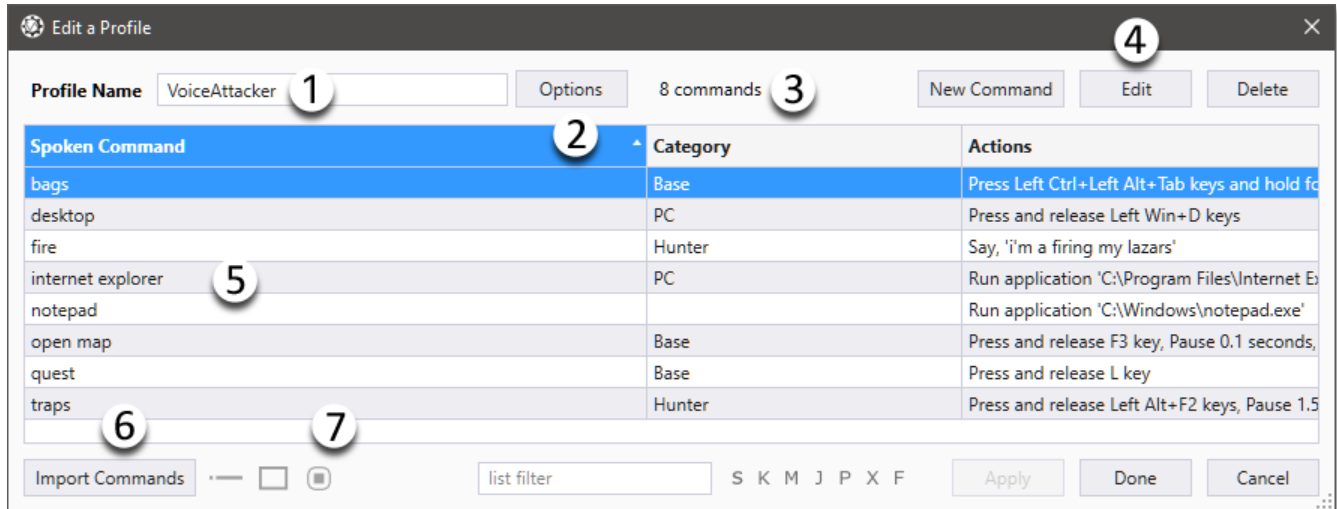 Edit a Profile
4
Profile Name VoiceAttacker 1 Options 8 commands 3 New Command Edit Delete
2
Spoken Command Category Actions
bags Base Press Left Ctrl+Left Alt+Tab keys and hold fo
desktop PC Press and release Left Win+D keys
fire Hunter Say, 'i'm a firing my lazars'
internet explorer 5 PC Run application 'C:\Program Files\Internet Ex
notepad Run application 'C:\Windows\notepad.exe'
open map Base Press and release F3 key, Pause 0.1 seconds,
quest Base Press and release L key
traps Hunter Press and release Left Alt+F2 keys, Pause 1.5
6 7
Import Commands list filter S K M J P X F Apply Done Cancel